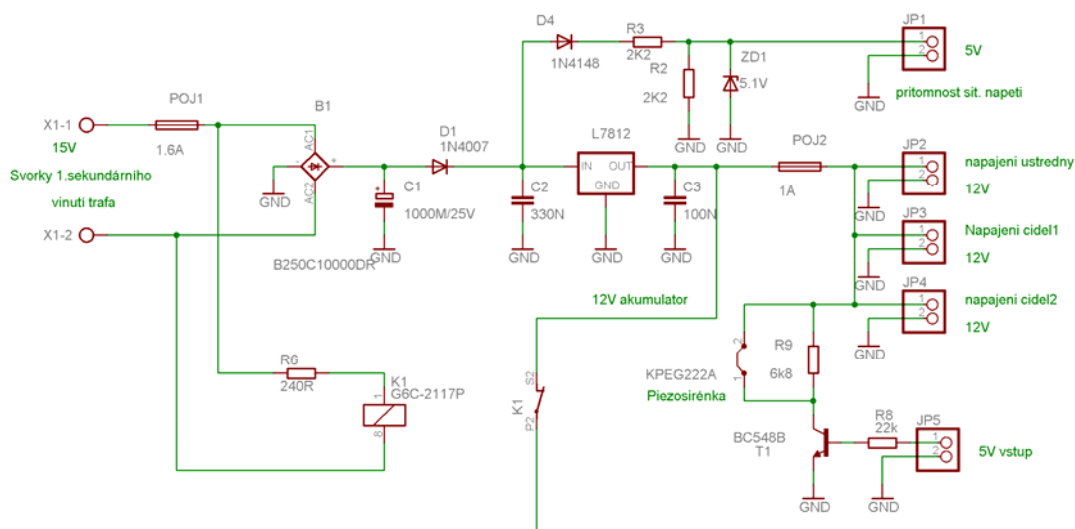 D4
1N4148
R3
2K2
R2
2K2
ZD1
5.1V
GND
GND
GND
JP1
1
2
5V
pritomnost sit. napeti
X1-1
15V
POJ1
1.6A
Svorky 1.sekundárního
vinuti trafa
X1-2
B1
AC1
AC2
-
+
GND
B250C10000DR
D1
1N4007
+
C1
1000M/25V
GND
C2
330N
GND
L7812
IN
OUT
GND
GND
C3
100N
GND
POJ2
1A
JP2
1
2
GND
napajeni ustredny
12V
JP3
1
2
GND
Napajeni cidel1
12V
JP4
1
2
GND
napajeni cidel2
12V
12V akumulator
R6
240R
K1
G6C-2117P
1
8
K1
S2
P2
2
1
KPEG222A
Piezosirénka
R9
6k8
BC548B
T1
GND
R8
22k
GND
JP5
1
2
5V vstup